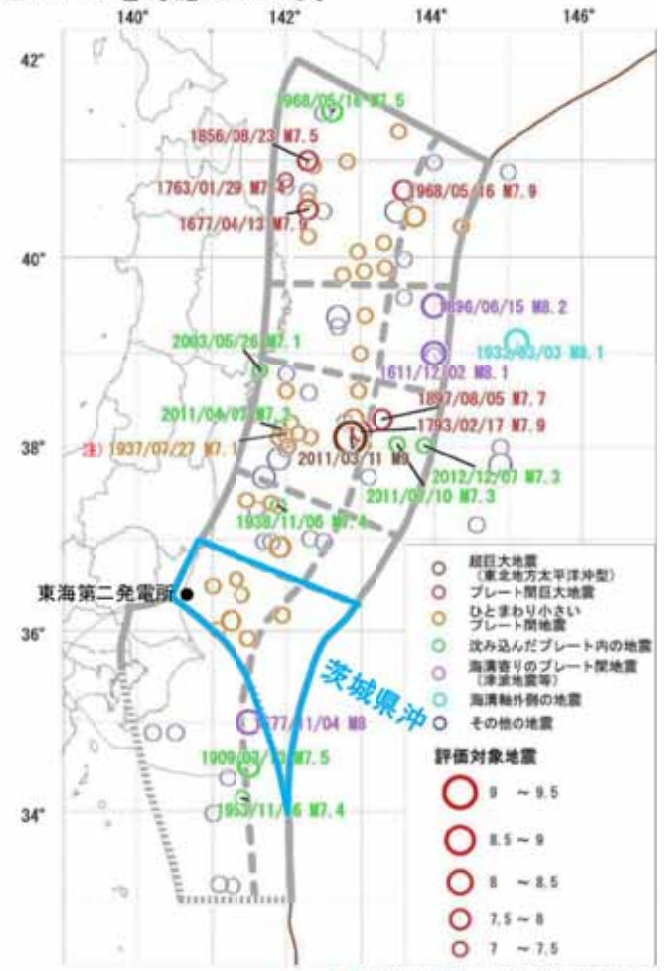 140° 142° 144° 146°
42°
1968/05/16 M7.5
1856/08/23 M7.5
1763/01/29 M7.4
1968/05/16 M7.9
1677/04/13 M7.9
40°
1896/06/15 M8.2
2003/05/26 M7.1
1933/03/03 M8.1
1611/12/02 M8.1
1897/08/05 M7.7
2011/04/07 M7.2
1793/02/17 M7.9
注) 1937/07/27 M7.1
38°
2011/03/11 M9
2012/12/07 M7.3
2011/07/10 M7.3
1938/11/06 M7.4
東海第二発電所
36°
茨城県沖
1677/11/04 M8
M7.5
M7.4
34°
超巨大地震
(東北地方太平洋沖型)
プレート間巨大地震
ひとまわり小さい
プレート間地震
沈み込んだプレート内の地震
海溝寄りのプレート間地震
(津波地震等)
海溝軸外側の地震
その他の地震
評価対象地震
9 ～ 9.5
8.5 ～ 9
8 ～ 8.5
7.5 ～ 8
7 ～ 7.5